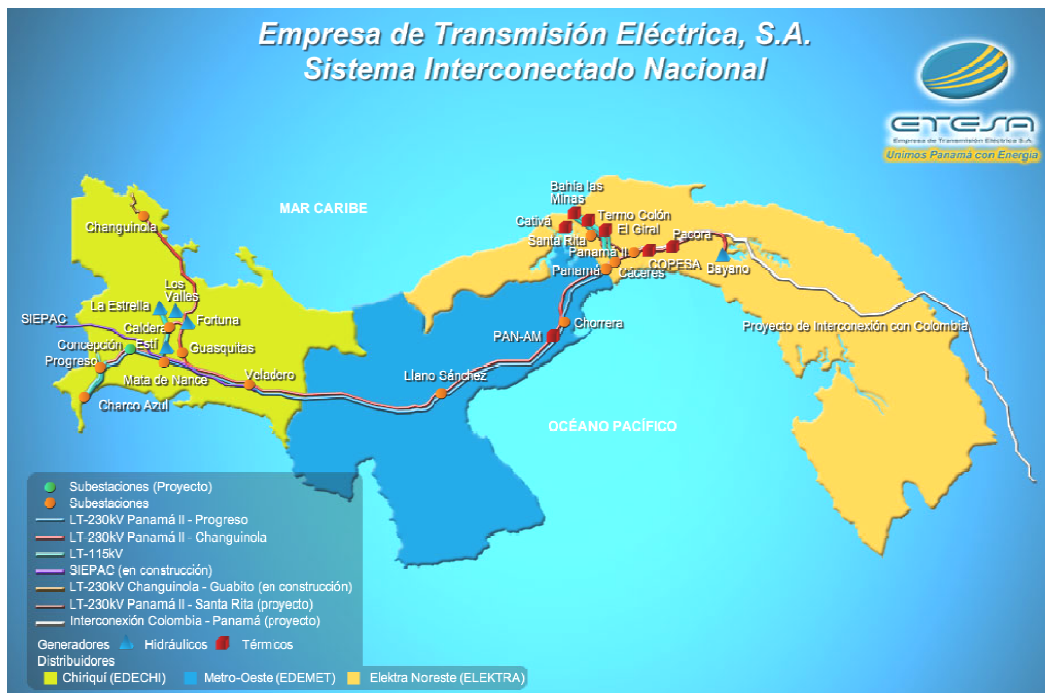 Empresa de Transmisión Eléctrica, S.A.
Sistema Interconectado Nacional
ETESA
Empresa de Transmisión Eléctrica S.A.
Unimos Panamá con Energía
MAR CARIBE
Bahía las
Minas
Changuinola
Cativá
Termo Colón
El Giral
Santa Rita
Pacora
Panamá II
COPESA
Panamá
Cáceres
Bayano
Los
Valles
La Estrella
SIEPAC
Caldera
Fortuna
Chorrera
Proyecto de Interconexión con Colombia
Concepción
Estí
PAN-AM
Guasquitas
Progreso
Mata de Nance
Veladero
Llano Sánchez
Charco Azul
OCÉANO PACÍFICO
Subestaciones (Proyecto)
Subestaciones
LT-230kV Panamá II - Progreso
LT-230kV Panamá II - Changuinola
LT-115kV
SIEPAC (en construcción)
LT-230kV Changuinola - Guabito (en construcción)
LT-230kV Panamá II - Santa Rita (proyecto)
Interconexión Colombia - Panamá (proyecto)
Generadores Hidráulicos Térmicos
Distribuidores
Chiriquí (EDECHI) Metro-Oeste (EDEMET) Elektra Noreste (ELEKTRA)